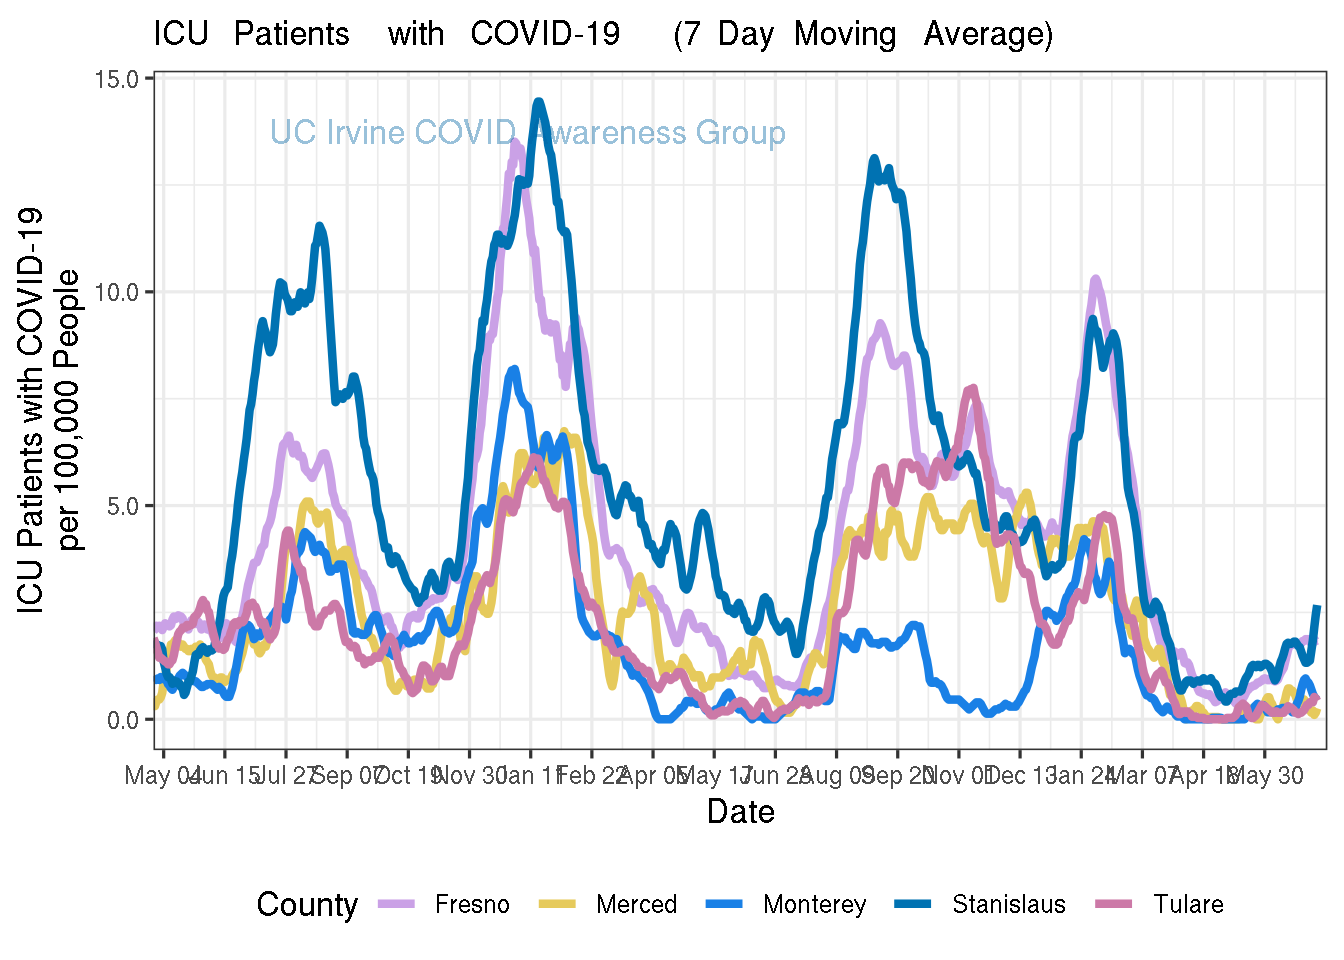 ICU Patients with COVID-19 (7 Day Moving Average)
UC Irvine COVID Awareness Group
15.0
10.0
5.0
0.0
ICU Patients with COVID-19
per 100,000 People
May 04 Jun 15 Jul 27 Sep 07 Oct 19 Nov 30 Jan 11 Feb 22 Apr 05 May 17 Jun 28 Aug 09 Sep 20 Nov 01 Dec 13 Jan 24 Mar 07 Apr 18 May 30
Date
County Fresno Merced Monterey Stanislaus Tulare